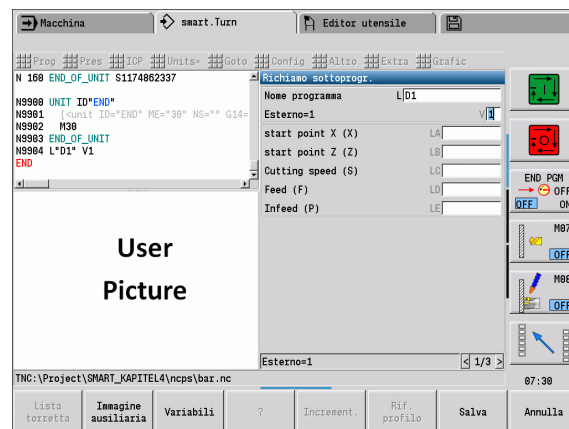 Macchina
smart.Turn
Editor utensile
Prog Pres ICP Units» Goto Config Altro Extra Grafic
N 160 END_OF_UNIT S1174862337
N9900 UNIT ID"END"
N9901 [<unit ID="END" ME="30" NS="" G14=
N9902 M30
N9903 END_OF_UNIT
N9904 L"D1" V1
END
User
Picture
Richiamo sottoprogr.
Nome programma L D1
Esterno=1 V 1
start point X (X) LA
start point Z (Z) LB
Cutting speed (S) LC
Feed (F) LD
Infeed (P) LE
Esterno=1 < 1/3 >
TNC:\Project\SMART_KAPITEL4\ncps\bar.nc
END PGM
OFF
OFF ON
M07
OFF
M08
OFF
07:30
Lista torretta
Immagine ausiliaria
Variabili
?
Increment.
Rif. profilo
Salva
Annulla